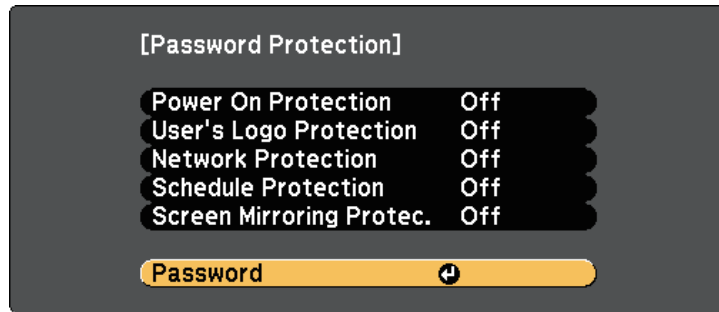 [Password Protection]
Power On Protection Off
User's Logo Protection Off
Network Protection Off
Schedule Protection Off
Screen Mirroring Protec. Off
Password